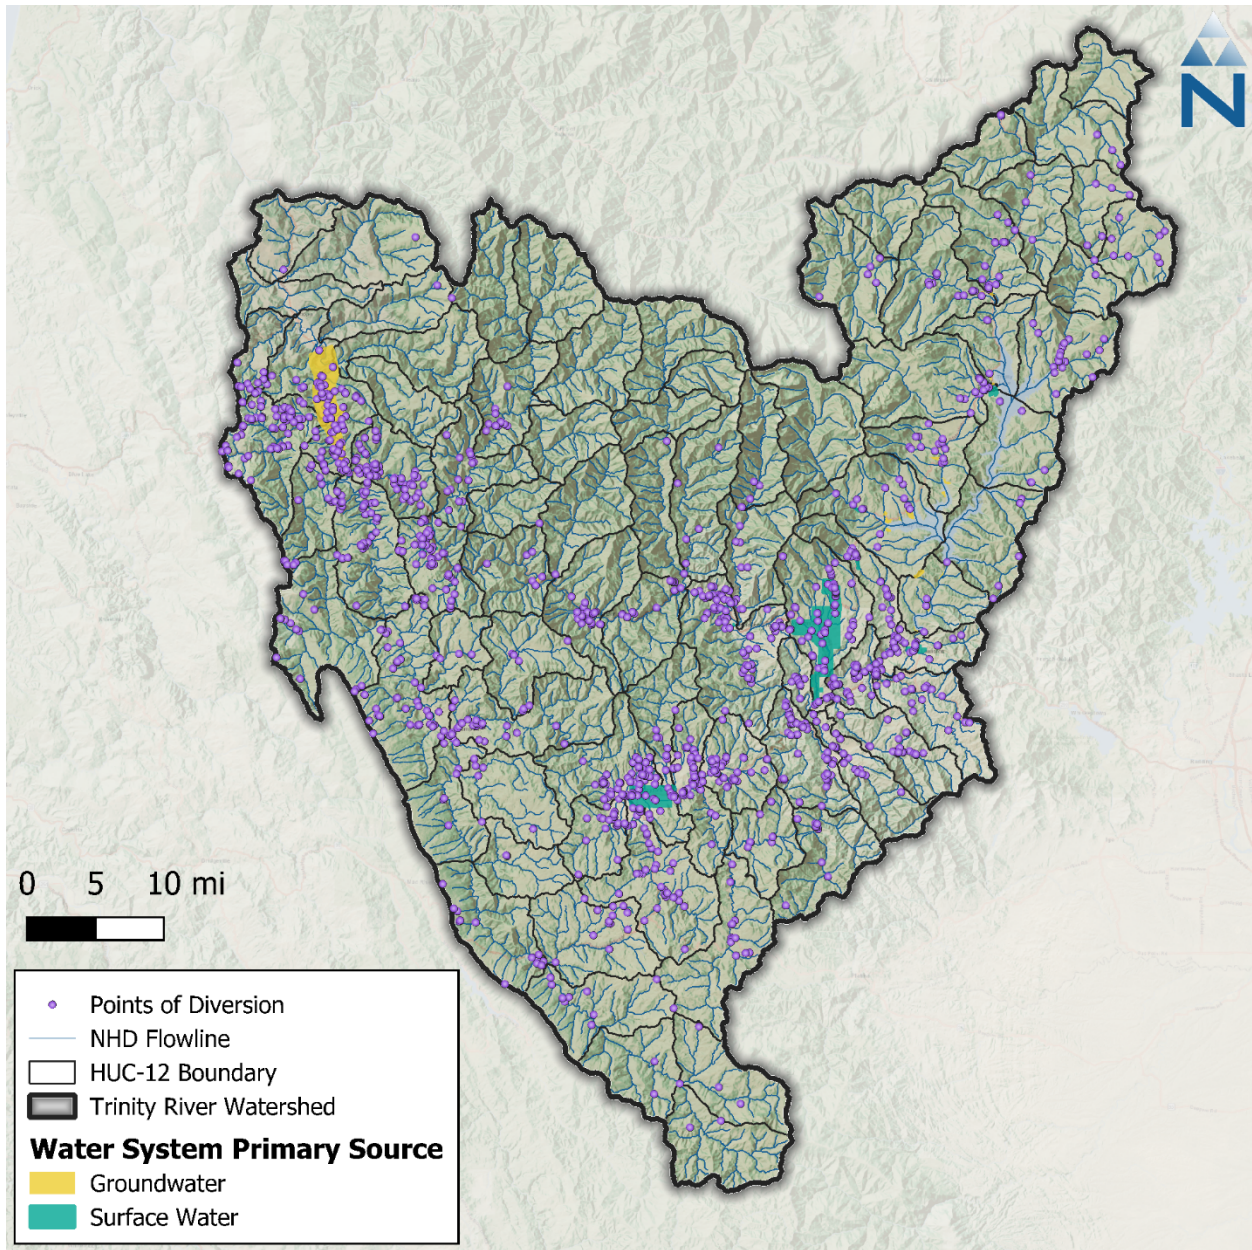 N
0 5 10 mi
Points of Diversion
NHD Flowline
HUC-12 Boundary
Trinity River Watershed
Water System Primary Source
Groundwater
Surface Water